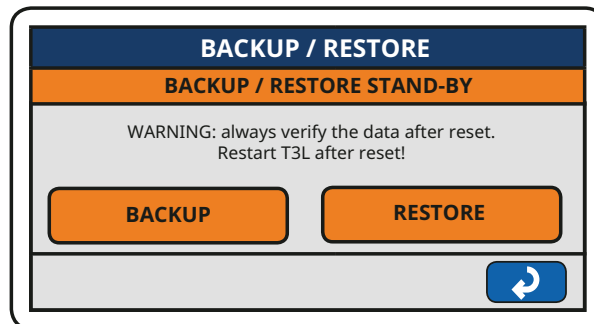 BACKUP / RESTORE
BACKUP / RESTORE STAND-BY
WARNING: always verify the data after reset.
Restart T3L after reset!
BACKUP
RESTORE